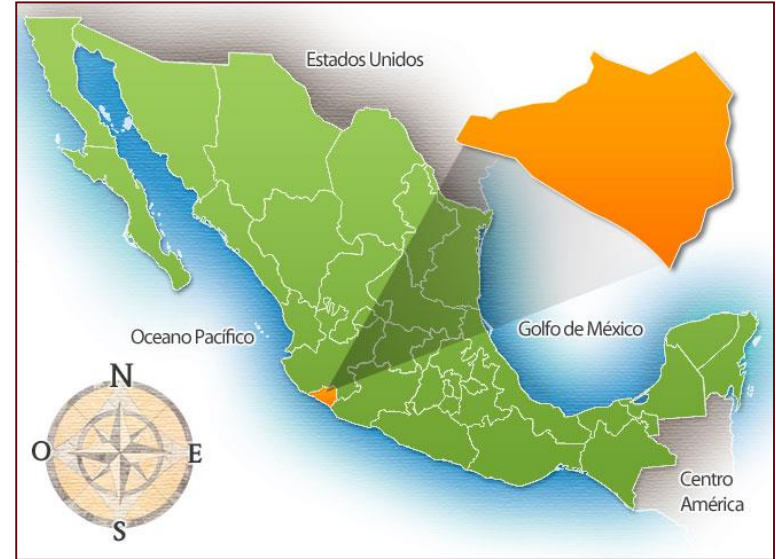 Estados Unidos
Oceano Pacífico
Golfo de México
N
O
E
S
Centro
América